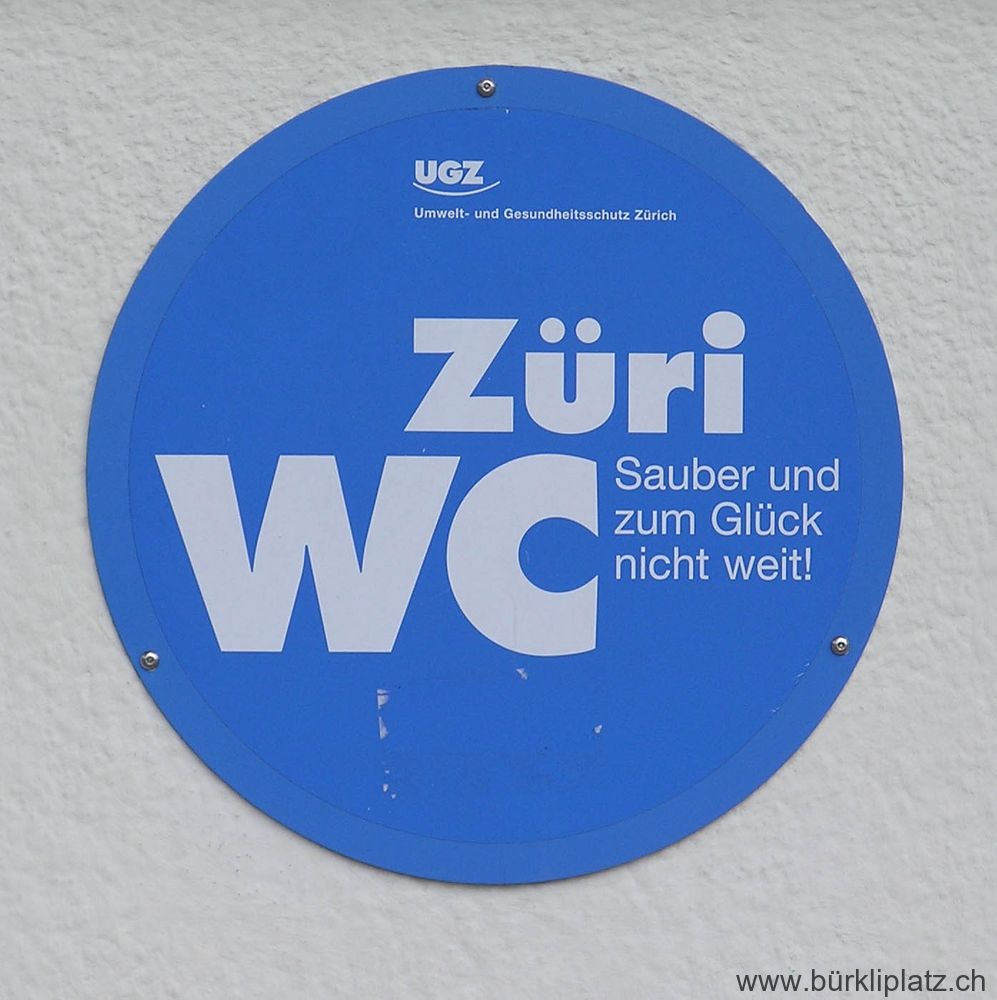 UGZ
Umwelt- und Gesundheitsschutz Zürich
Züri
WC
Sauber und
zum Glück
nicht weit!
www.bürkliplatz.ch